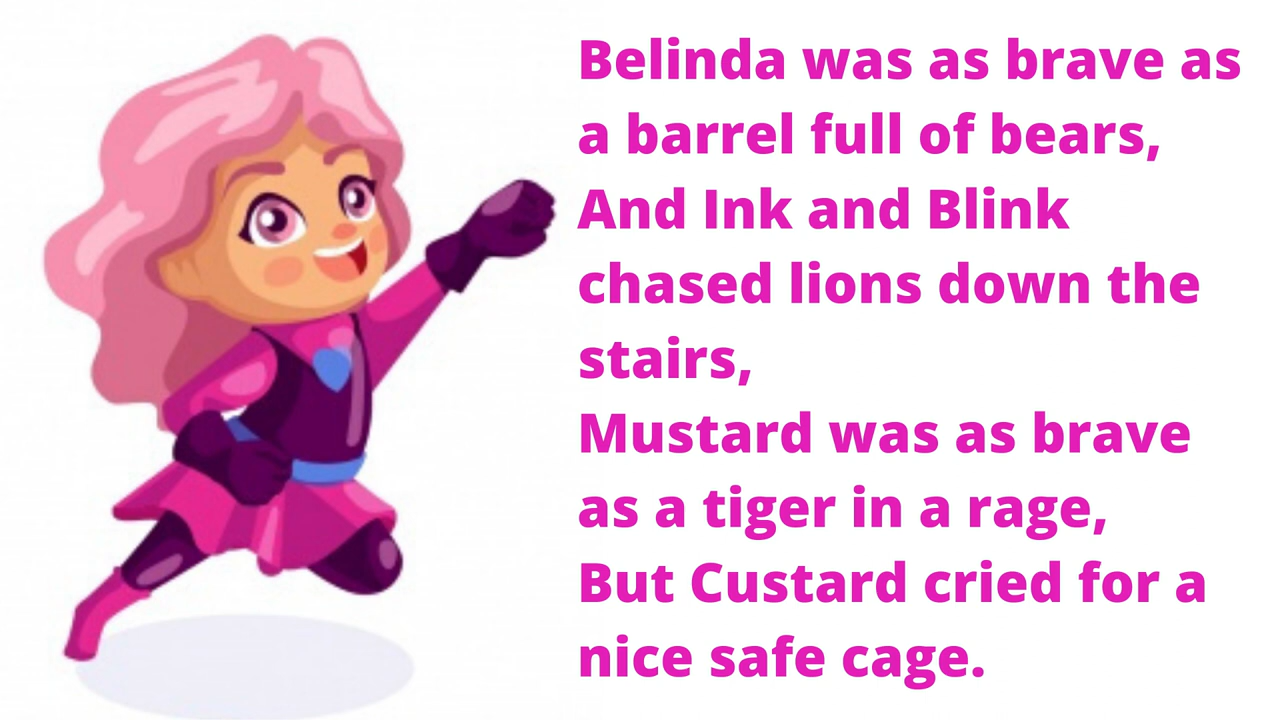 Belinda was as brave as
a barrel full of bears,
And Ink and Blink
chased lions down the
stairs,
Mustard was as brave
as a tiger in a rage,
But Custard cried for a
nice safe cage.